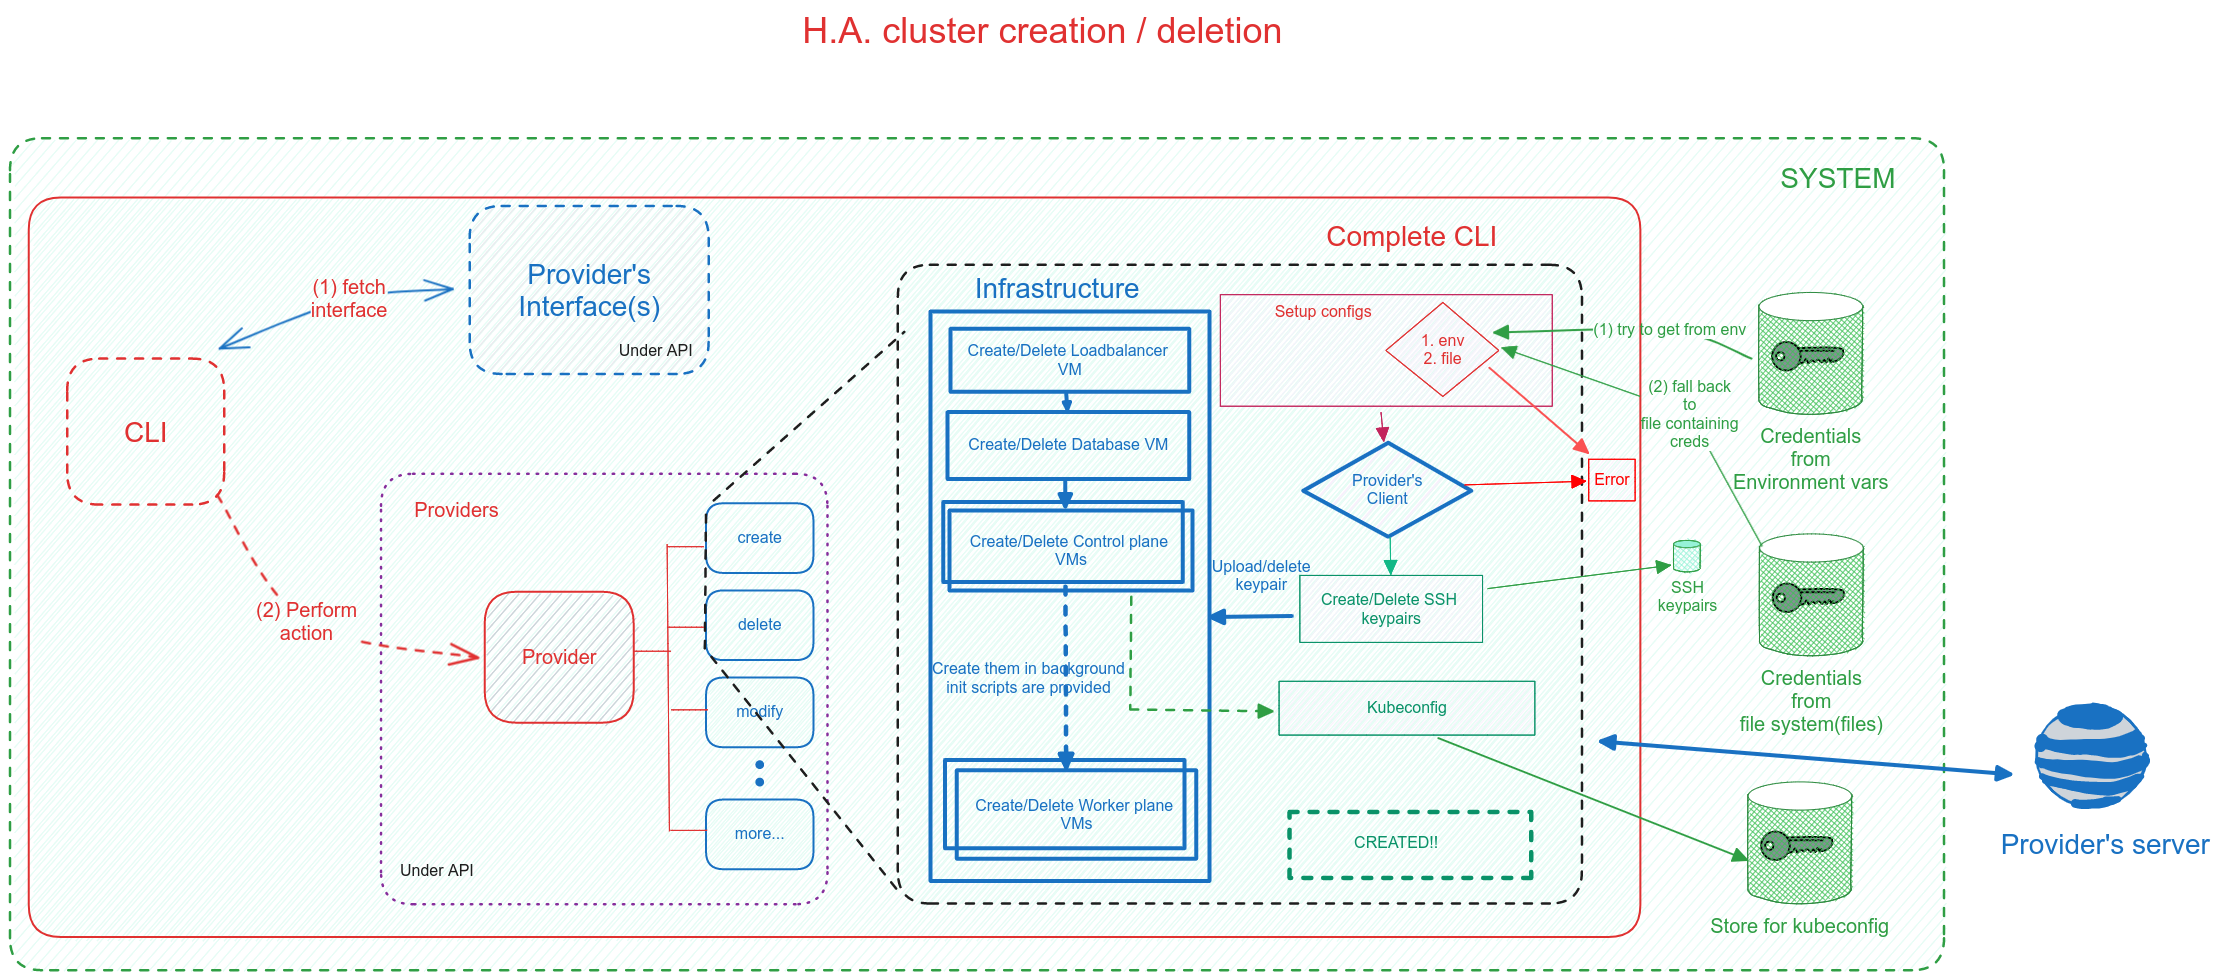 H.A. cluster creation / deletion
SYSTEM
Complete CLI
Provider's
Interface(s)
Under API
(1) fetch
interface
CLI
(2) Perform
action
Providers
Provider
create
delete
modify
more...
Under API
Infrastructure
Create/Delete Loadbalancer
VM
Create/Delete Database VM
Create/Delete Control plane
VMs
Create them in background
init scripts are provided
Create/Delete Worker plane
VMs
Setup configs
1. env
2. file
Provider's
Client
Error
Upload/delete
keypair
Create/Delete SSH
keypairs
Kubeconfig
CREATED!!
(1) try to get from env
(2) fall back
to
file containing
creds
Credentials
from
Environment vars
SSH
keypairs
Credentials
from
file system(files)
Store for kubeconfig
Provider's server